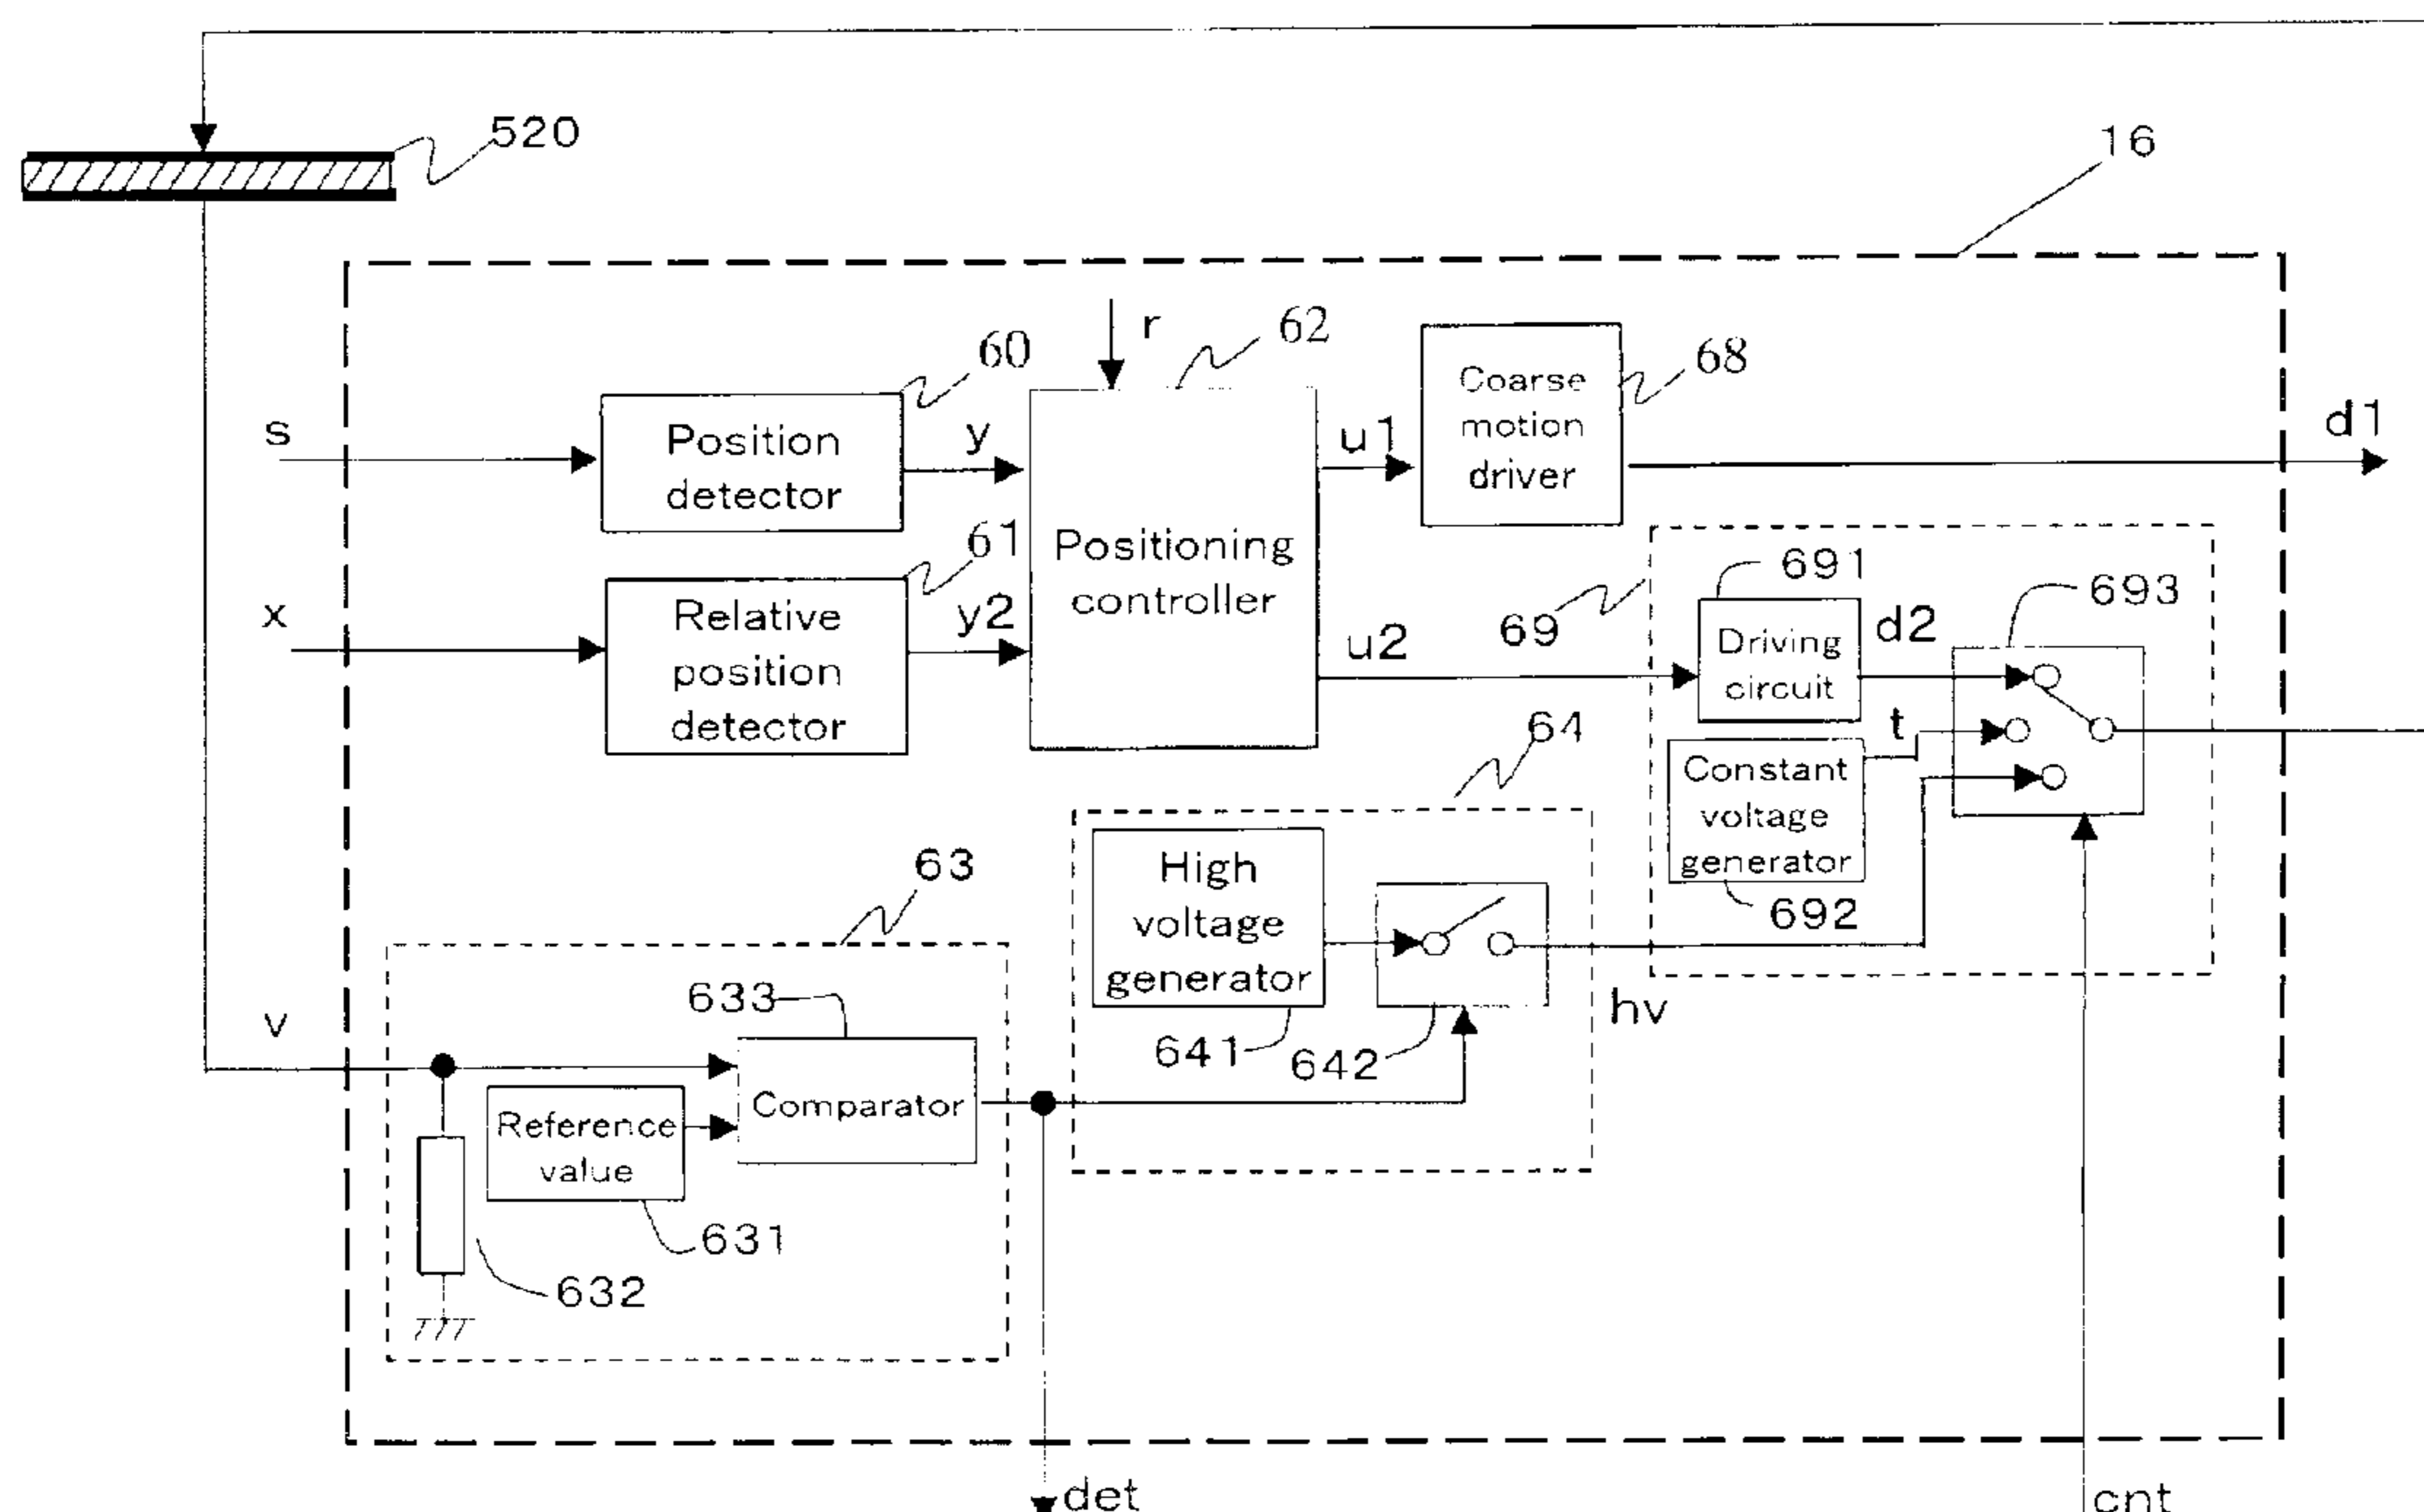 520
16
r
62
60
68
Coarse
motion
driver
s
Position
detector
y
u1
d1
61
Positioning
controller
x
Relative
position
detector
y2
u2
69
691
693
Driving
circuit
d2
t
64
Constant
voltage
generator
692
63
High
voltage
generator
641
642
hv
633
v
Comparator
Reference
value
631
632
det
cnt